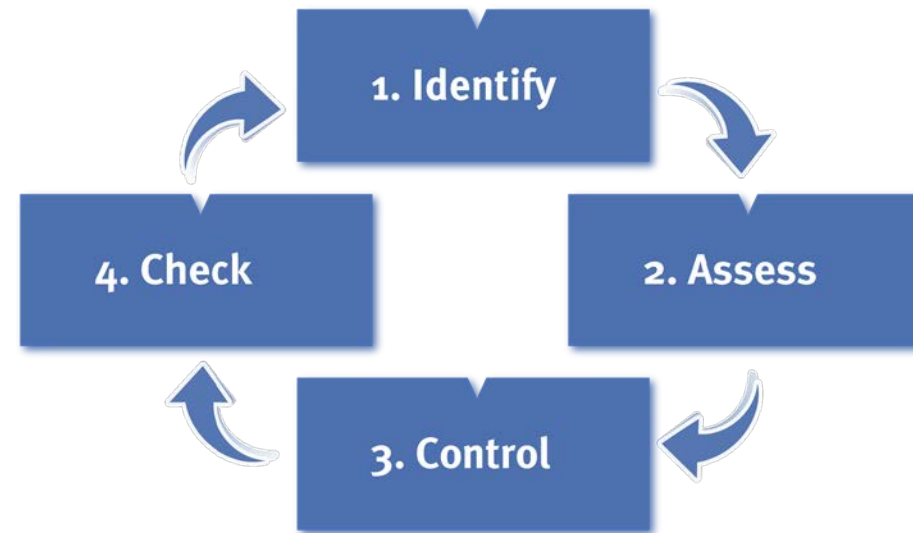 1. Identify
2. Assess
3. Control
4. Check